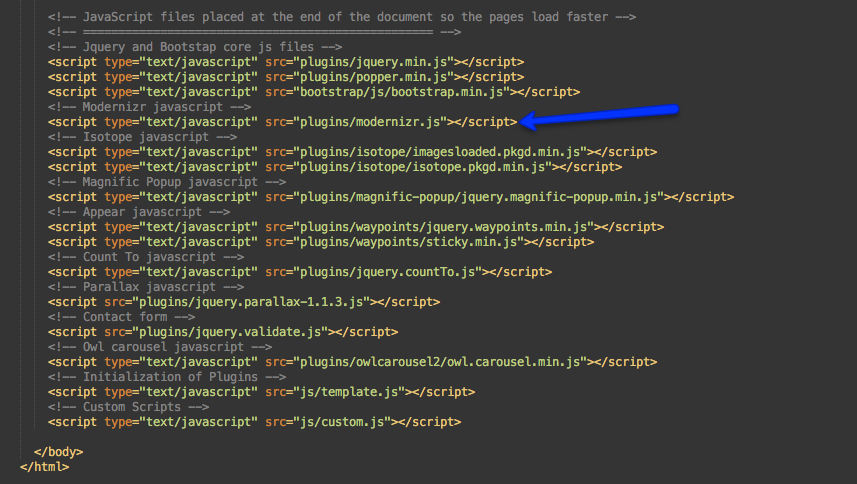 <!-- JavaScript files placed at the end of the document so the pages load faster -->
<!-- ================================================== -->
<!-- Jquery and Bootstap core js files -->
<script type="text/javascript" src="plugins/jquery.min.js"></script>
<script type="text/javascript" src="plugins/popper.min.js"></script>
<script type="text/javascript" src="bootstrap/js/bootstrap.min.js"></script>
<!-- Modernizr javascript -->
<script type="text/javascript" src="plugins/modernizr.js"></script>
<!-- Isotope javascript -->
<script type="text/javascript" src="plugins/isotope/imagesloaded.pkgd.min.js"></script>
<script type="text/javascript" src="plugins/isotope/isotope.pkgd.min.js"></script>
<!-- Magnific Popup javascript -->
<script type="text/javascript" src="plugins/magnific-popup/jquery.magnific-popup.min.js"></script>
<!-- Appear javascript -->
<script type="text/javascript" src="plugins/waypoints/jquery.waypoints.min.js"></script>
<script type="text/javascript" src="plugins/waypoints/sticky.min.js"></script>
<!-- Count To javascript -->
<script type="text/javascript" src="plugins/jquery.countTo.js"></script>
<!-- Parallax javascript -->
<script src="plugins/jquery.parallax-1.1.3.js"></script>
<!-- Contact form -->
<script src="plugins/jquery.validate.js"></script>
<!-- Owl carousel javascript -->
<script type="text/javascript" src="plugins/owlcarousel2/owl.carousel.min.js"></script>
<!-- Initialization of Plugins -->
<script type="text/javascript" src="js/template.js"></script>
<!-- Custom Scripts -->
<script type="text/javascript" src="js/custom.js"></script>
</body>
</html>